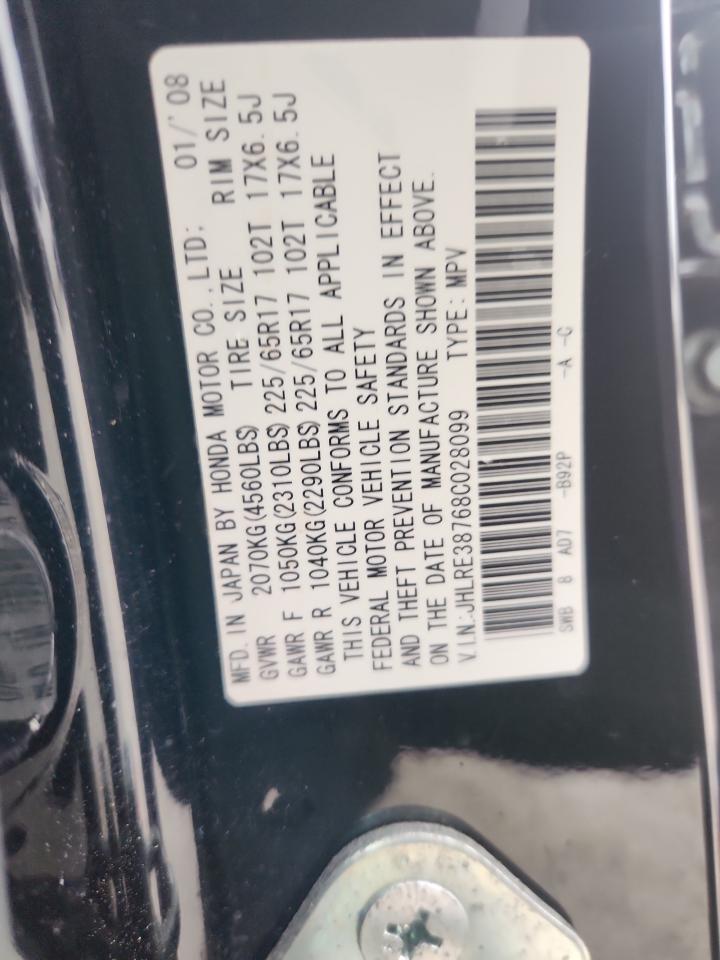 MFD. IN JAPAN BY HONDA MOTOR CO., LTD; 01/'08
GVWR 2070KG(4560LBS) TIRE SIZE RIM SIZE
GAWR F 1050KG(2310LBS) 225/65R17 102T 17X6.5J
GAWR R 1040KG(2290LBS) 225/65R17 102T 17X6.5J
THIS VEHICLE CONFORMS TO ALL APPLICABLE
FEDERAL MOTOR VEHICLE SAFETY
AND THEFT PREVENTION STANDARDS IN EFFECT
ON THE DATE OF MANUFACTURE SHOWN ABOVE.
V.I.N.:JHLRE38768C028099 TYPE: MPV
SWB 8 AD7 -B92P -A -C